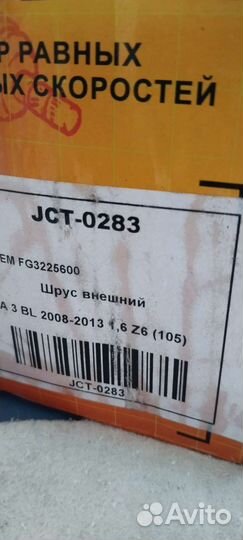 Р РАВНЫХ
ЫХ СКОРОСТЕЙ
JCT-0283
EM FG3225600
Шрус внешний
A 3 BL 2008-2013 1,6 Z6 (105)
JCT-0283
Avito